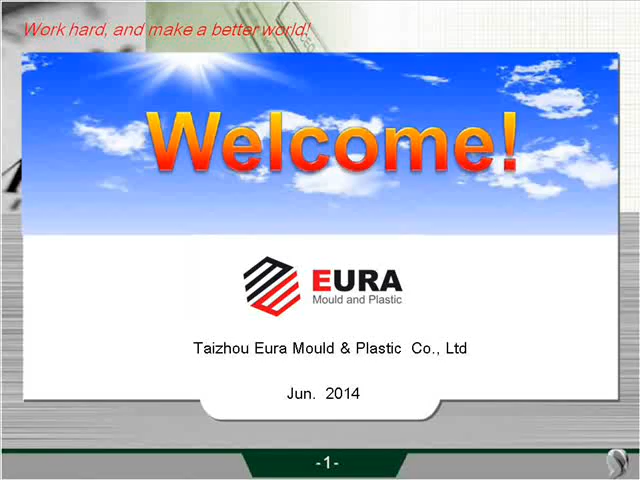 Work hard, and make a better world!
Welcome!
EURA
Mould and Plastic
Taizhou Eura Mould & Plastic Co., Ltd
Jun. 2014
-1-